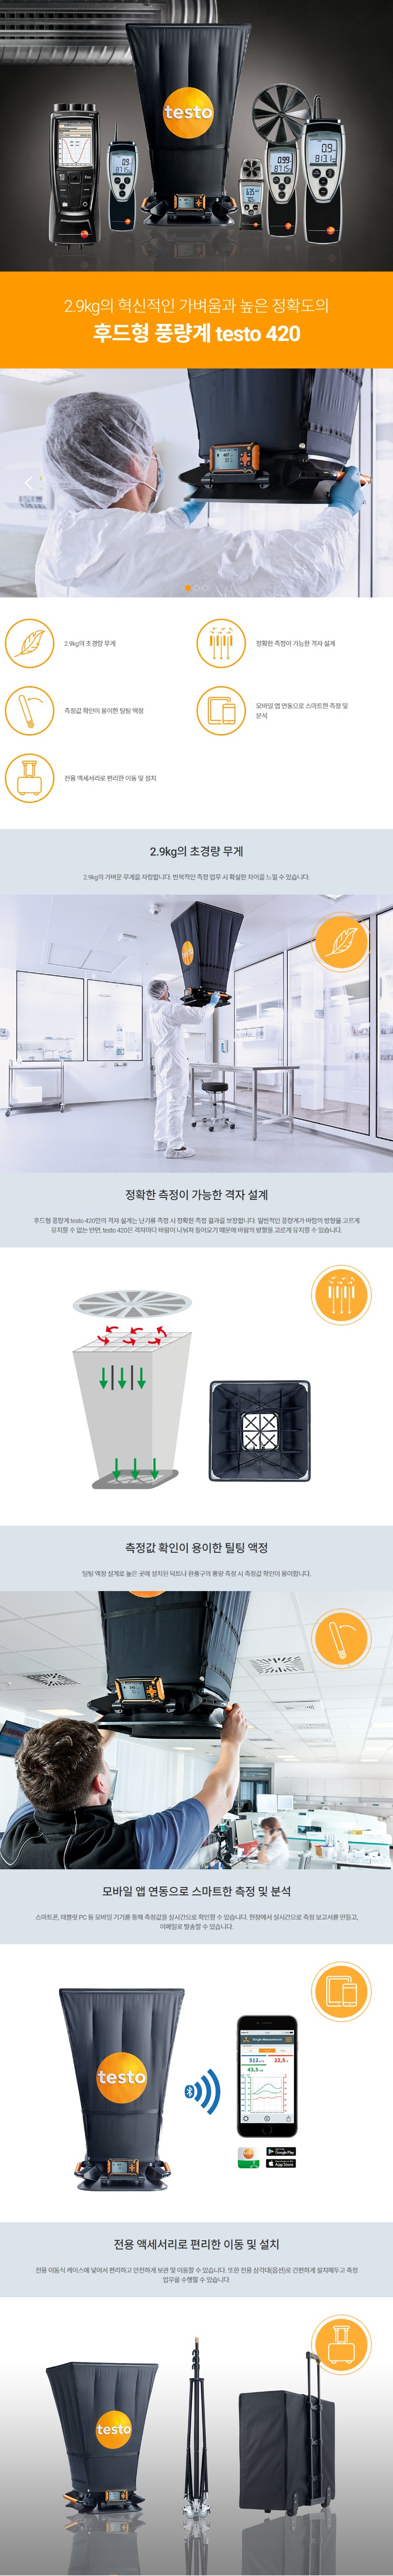 testo
2.9kg의 혁신적인 가벼움과 높은 정확도의
후드형 풍량계 testo 420
2.9kg의 초경량 무게
정확한 측정이 가능한 격자 설계
측정값 확인이 용이한 틸팅 액정
모바일 앱 연동으로 스마트한 측정 및
분석
전용 액세서리로 편리한 이동 및 설치
2.9kg의 초경량 무게
2.9kg의 가벼운 무게을 자랑합니다. 반복적인 측정 업무 시 확실한 차이을 느낄 수 있습니다.
정확한 측정이 가능한 격자 설계
후드형 풍량계 testo 420만의 격자 설계는 난기류 측정 시 정확한 측정 결과를 보장합니다. 일반적인 풍량계가 바람의 방향을 고르게
유지할 수 없는 반면, testo 420은 격자마다 바람이 나눠져 들어오기 때문에 바람의 방향을 고르게 유지할 수 있습니다.
측정값 확인이 용이한 틸팅 액정
틸팅 액정 설계로 높은 곳에 설치된 덕트나 환풍구의 풍량 측정 시 측정값 확인이 용이합니다.
모바일 앱 연동으로 스마트한 측정 및 분석
스마트폰, 태블릿 PC 등 모바일 기기를 통해 측정값을 실시간으로 확인할 수 있습니다. 현장에서 실시간으로 측정 보고서를 만들고,
이메일로 발송할 수 있습니다.
testo
512
22,5
43,5
Google Play
App Store
전용 액세서리로 편리한 이동 및 설치
전용 이동식 케이스에 넣어서 편리하고 안전하게 보관 및 이동할 수 있습니다. 또한 전용 삼각대(옵션)로 간편하게 설치해두고 측정
업무를 수행할 수 있습니다.
testo